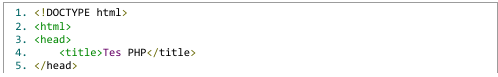 1. <!DOCTYPE html>
2. <html>
3. <head>
4.     <title>Tes PHP</title>
5. </head>